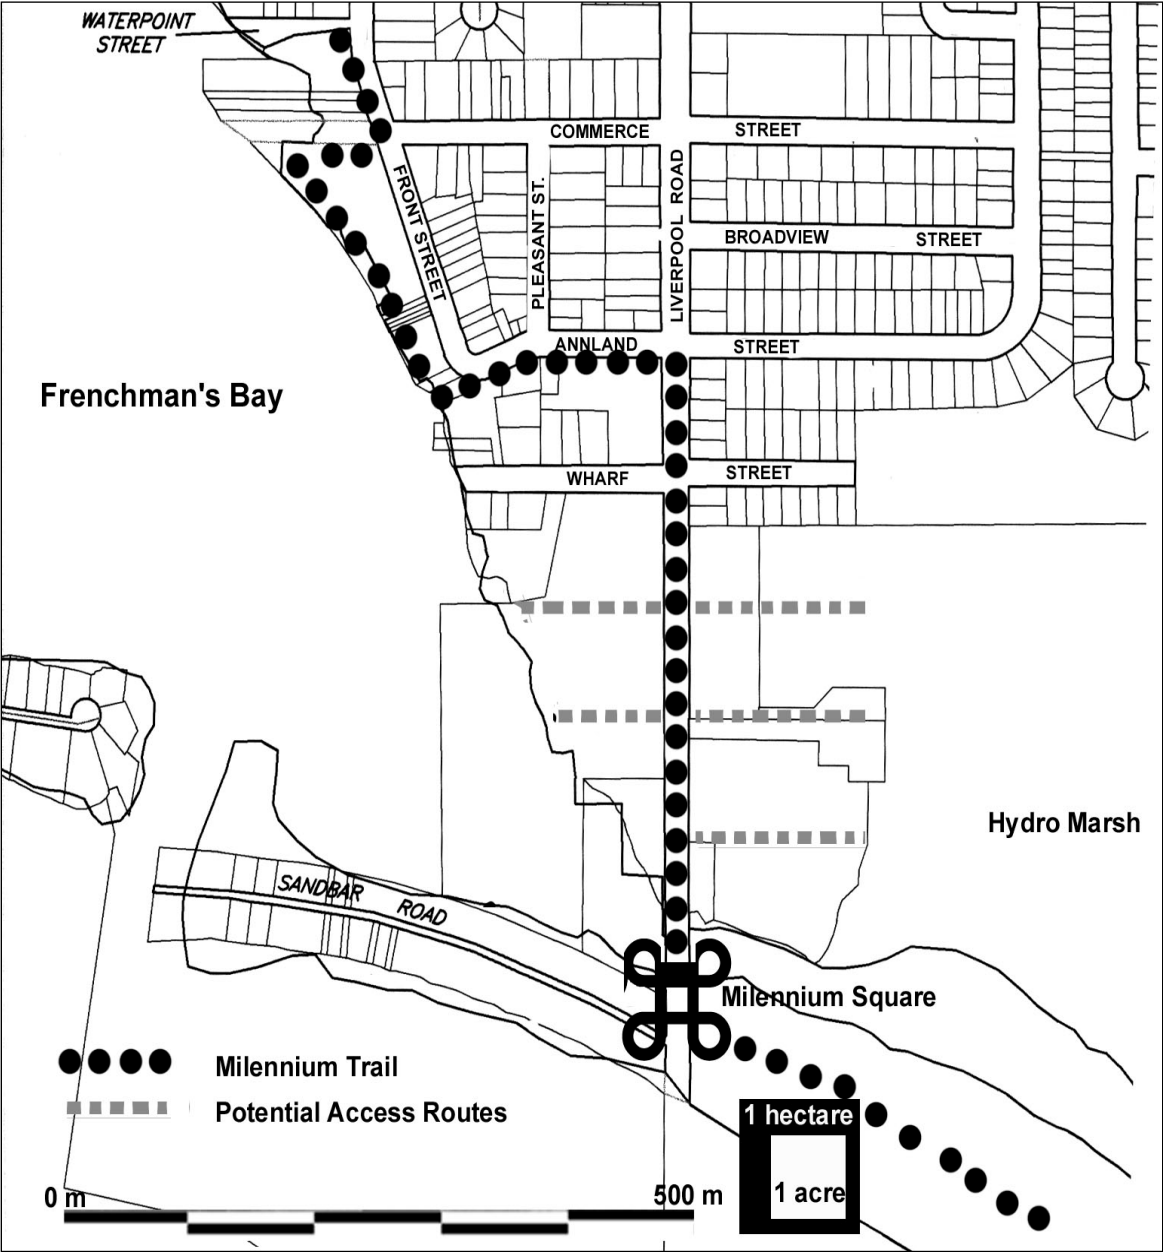 WATERPOINT
STREET
COMMERCE STREET
FRONT STREET
PLEASANT ST.
LIVERPOOL ROAD
BROADVIEW STREET
ANNLAND STREET
Frenchman's Bay
WHARF STREET
Hydro Marsh
SANDBAR ROAD
Milennium Square
Milennium Trail
Potential Access Routes
1 hectare
1 acre
0 m
500 m